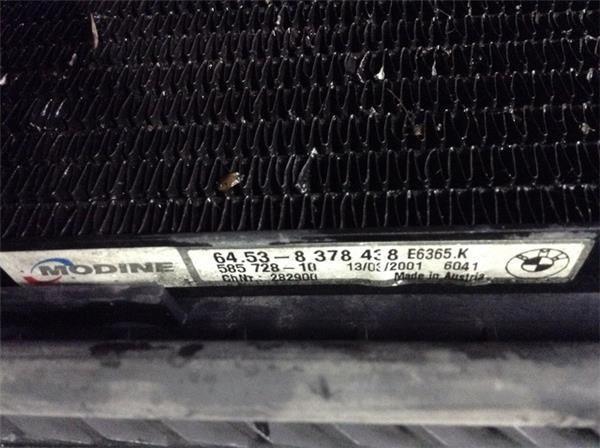 MODINE
64.53-8 378 438 E6365.K
585 728-10 13/03/2001 6041
ChNr.: 282900 Made in Austria
BMW